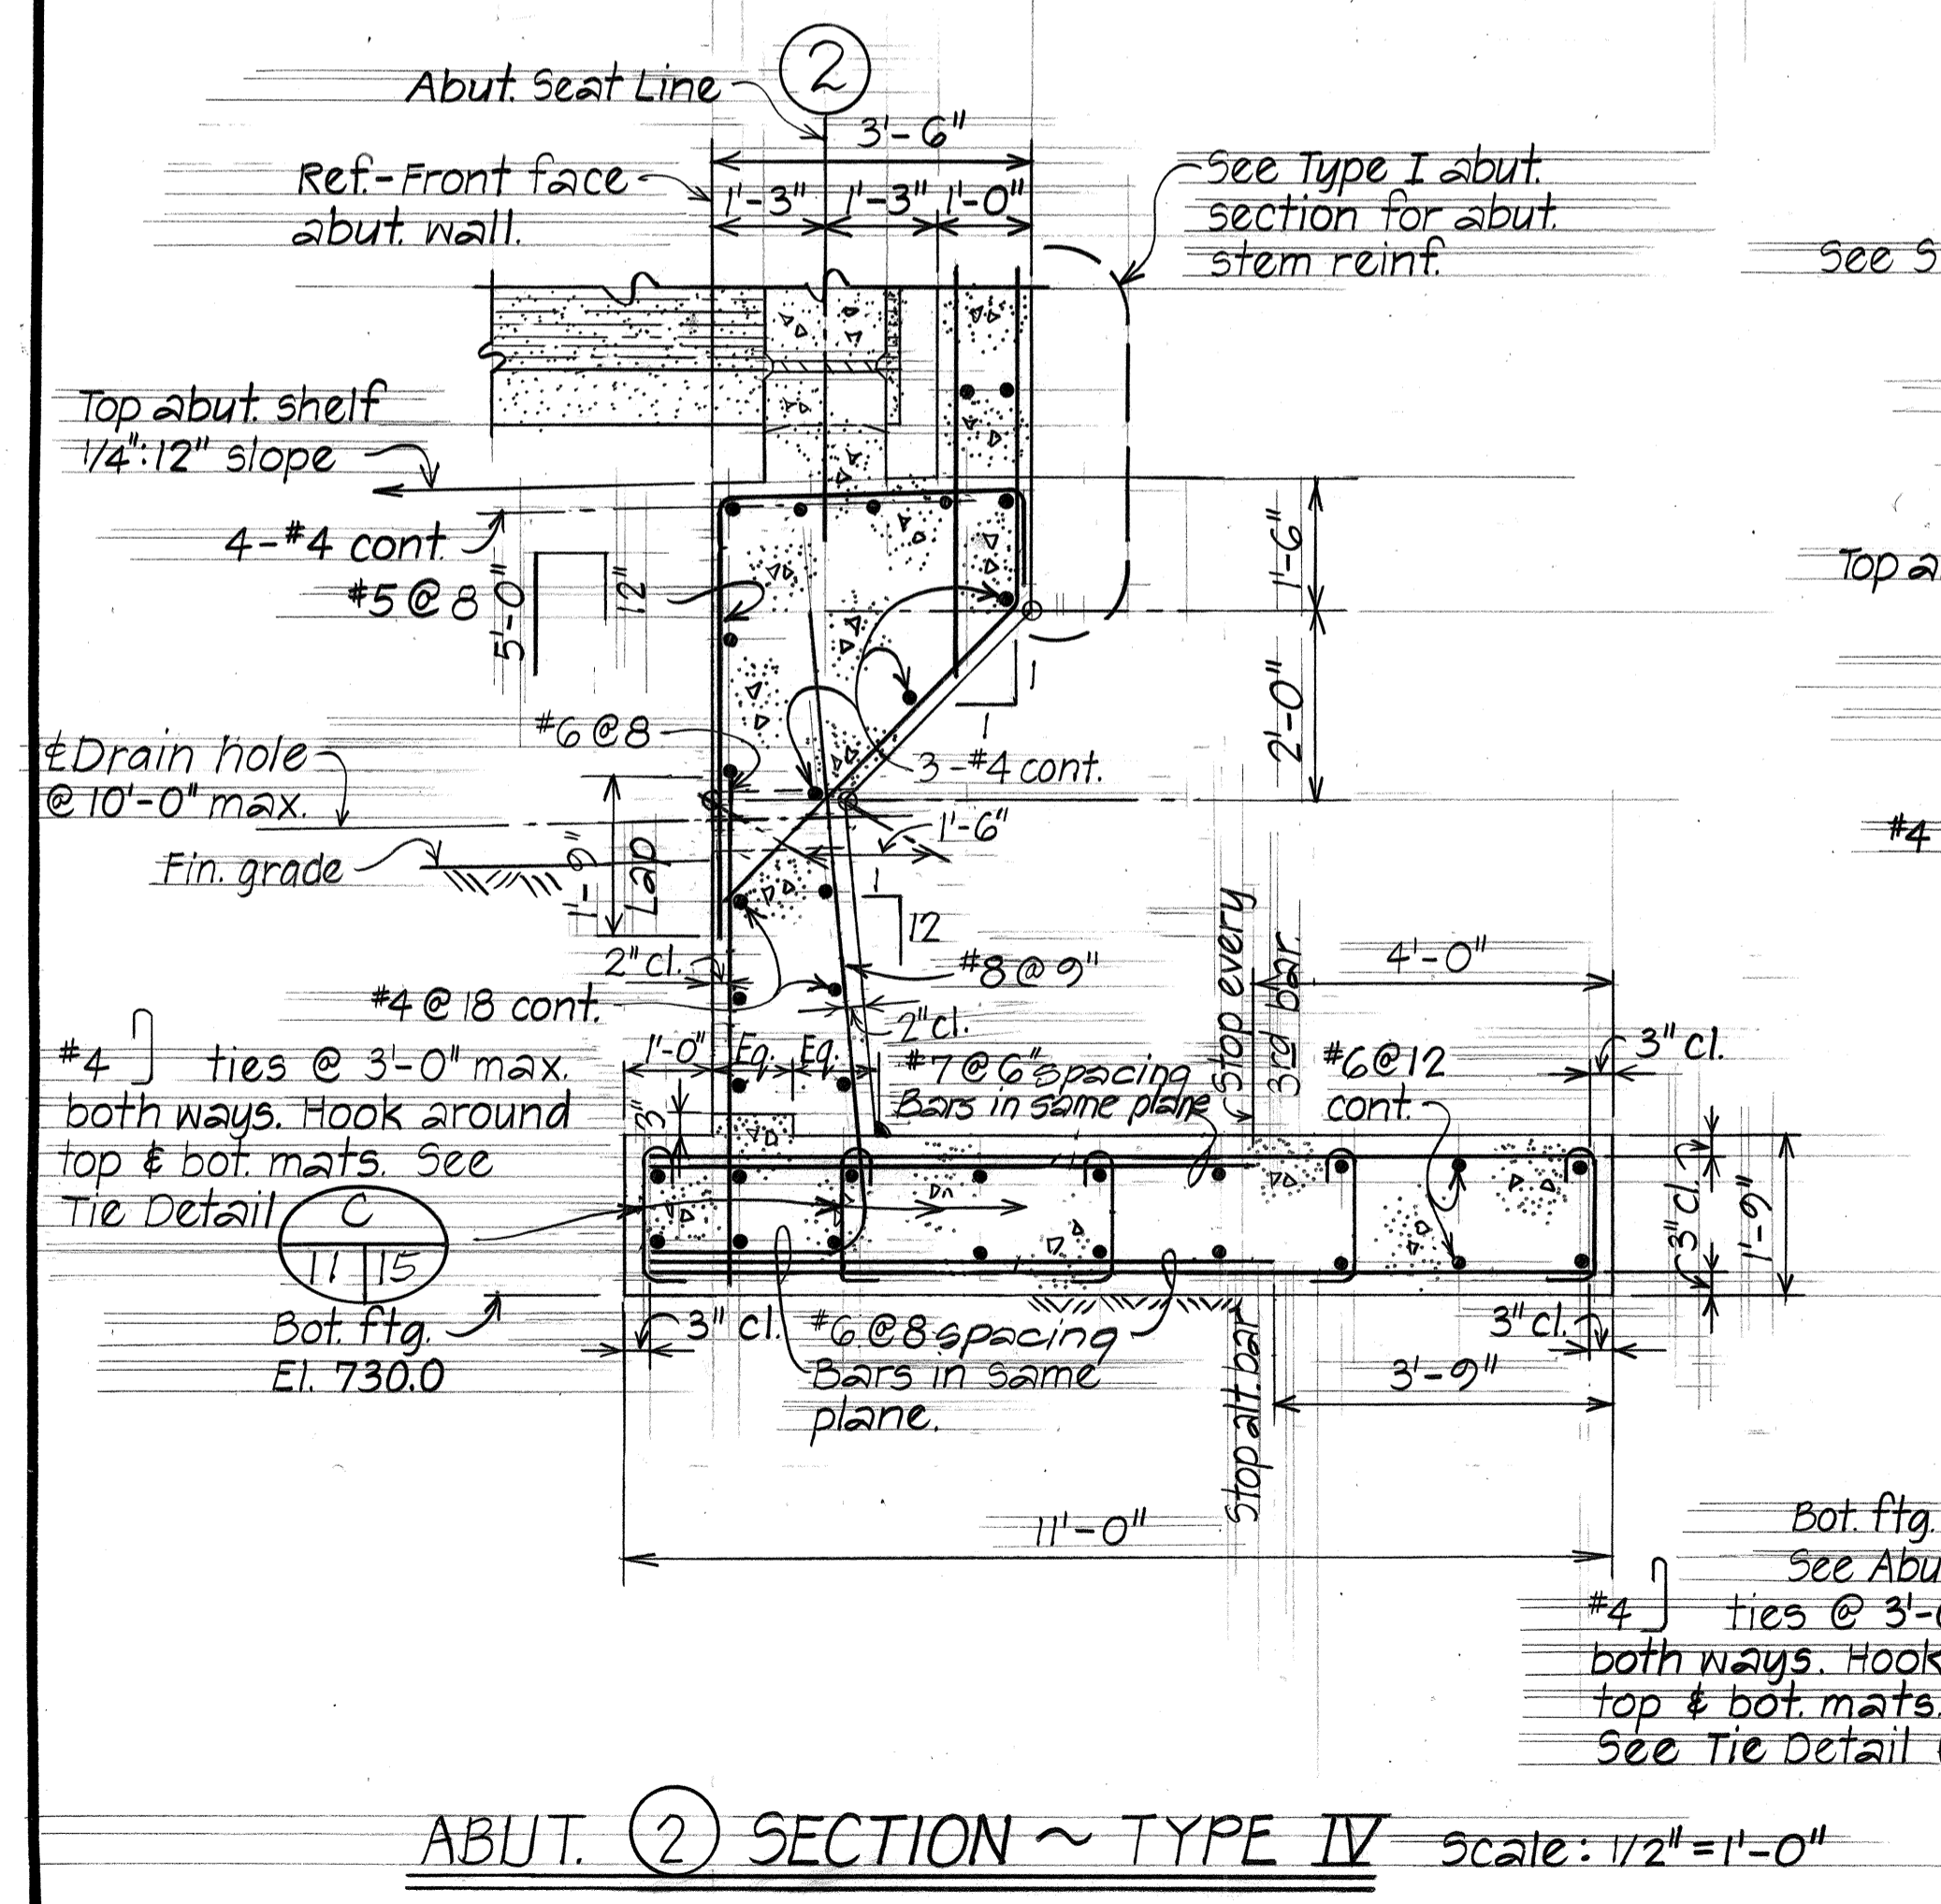 2
Abut. Seat Line
3'-6"
Ref.-Front face
abut. wall.
1'-3" 1'-3" 1'-0"
See Type I abut.
section for abut.
stem reinf.
See S
Top abut. shelf
1/4":12" slope
4-#4 cont.
#5 @ 8
5'-0"
12"
1'-6"
Top a
1
1
2'-0"
#6 @ 8
3-#4 cont.
℄ Drain hole
@ 10'-0" max.
1'-6"
#4
Fin. grade
1'-9"
Lap
1
12
2" cl.
#8 @ 9"
Stop every
3rd bar.
4'-0"
#4 @ 18 cont.
2" cl.
#4 ties @ 3'-0" max.
both ways. Hook around
top & bot. mats. See
Tie Detail
C
11 15
1'-0" Eq. Eq.
3"
#7 @ 6" spacing
Bars in same plane
#6 @ 12
cont.
3" cl.
3" cl.
1'-9"
Bot. ftg.
El. 730.0
3" cl.
#6 @ 8 spacing
Bars in same
plane.
Stop alt. bar
3" cl.
3'-9"
11'-0"
Bot. ftg.
See Abu
#4 ties @ 3'-
both ways. Hook
top & bot. mats.
See Tie Detail
ABUT. 2 SECTION ~ TYPE IV Scale: 1/2"=1'-0"